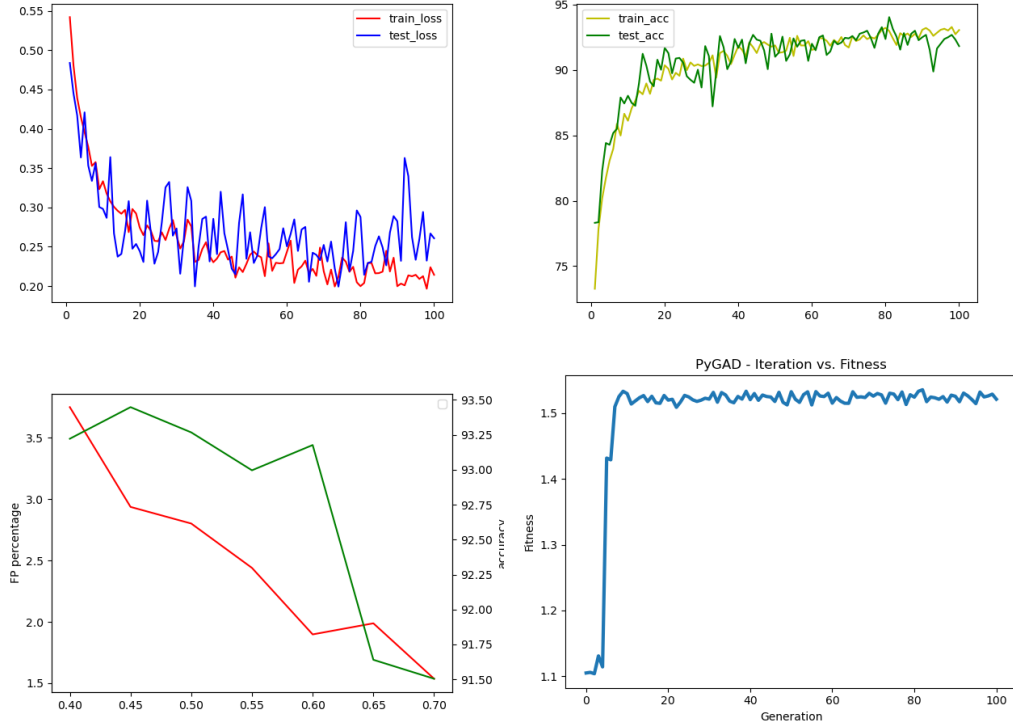 train_loss
test_loss
0.55
0.50
0.45
0.40
0.35
0.30
0.25
0.20
0 20 40 60 80 100
train_acc
test_acc
95
90
85
80
75
0 20 40 60 80 100
FP percentage
3.5
3.0
2.5
2.0
1.5
93.50
93.25
93.00
92.75
92.50
92.25
92.00
91.75
91.50
accuracy
0.40 0.45 0.50 0.55 0.60 0.65 0.70
PyGAD - Iteration vs. Fitness
Fitness
1.5
1.4
1.3
1.2
1.1
0 20 40 60 80 100
Generation